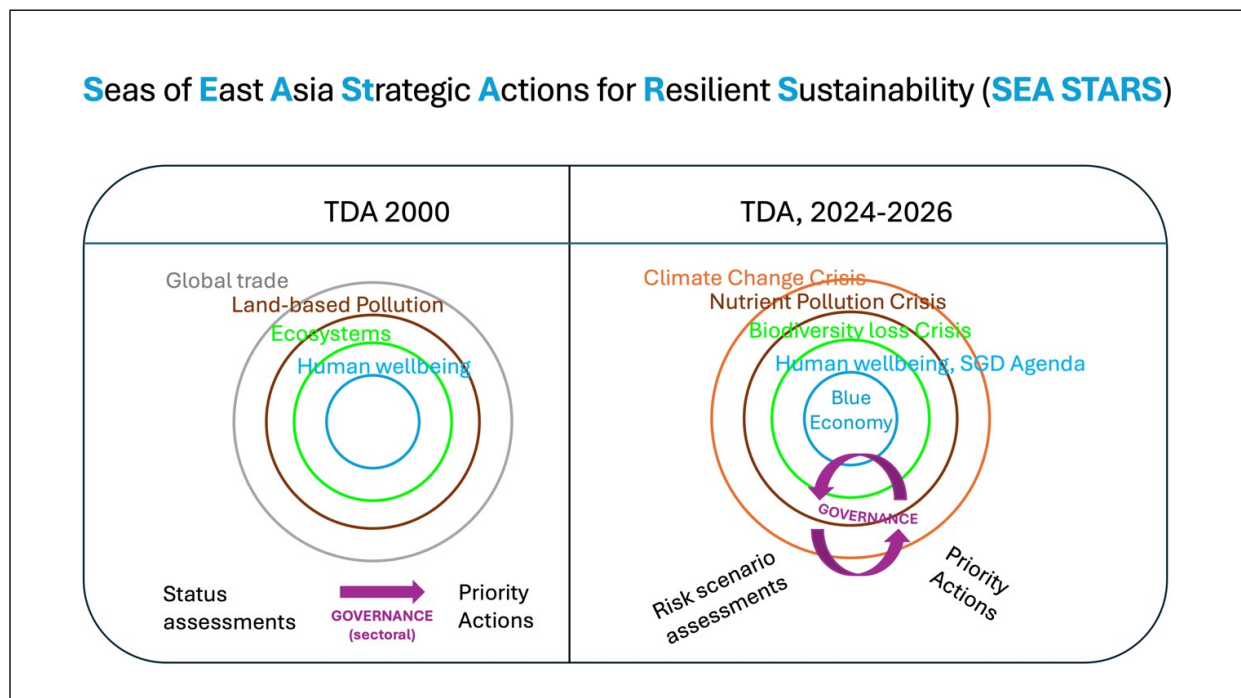 Seas of East Asia Strategic Actions for Resilient Sustainability (SEA STARS)
TDA 2000
Global trade
Land-based Pollution
Ecosystems
Human wellbeing
Status
assessments
GOVERNANCE
(sectoral)
Priority
Actions
TDA, 2024-2026
Climate Change Crisis
Nutrient Pollution Crisis
Biodiversity loss Crisis
Human wellbeing, SGD Agenda
Blue
Economy
GOVERNANCE
Risk scenario
assessments
Priority
Actions